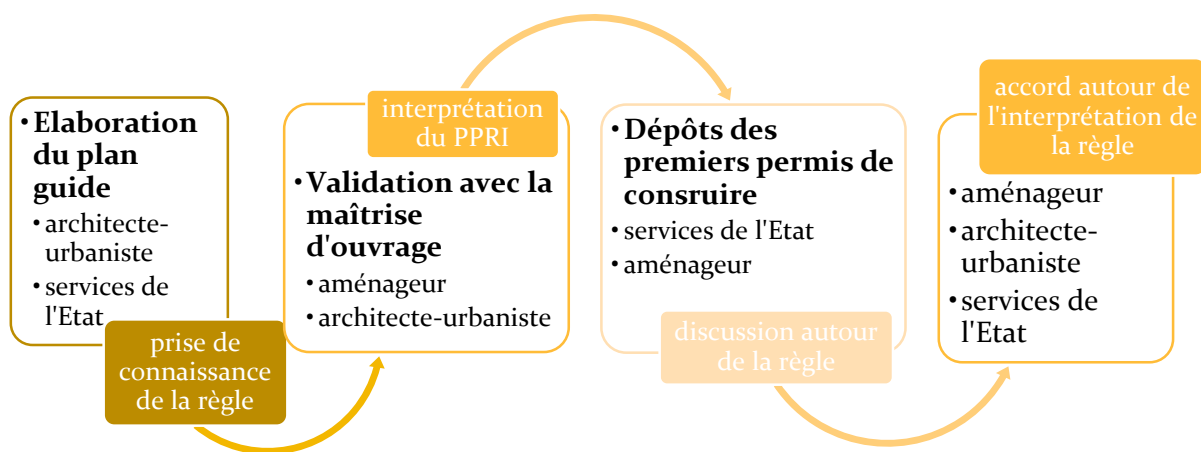 • Elaboration
du plan
guide
• architecte-
urbaniste
• services de
l'Etat
prise de
connaissance
de la règle
interprétation
du PPRI
• Validation avec la
maîtrise
d'ouvrage
• aménageur
• architecte-urbaniste
• Dépôts des
premiers permis de
consruire
• services de l'Etat
• aménageur
discussion autour
de la règle
accord autour de
l'interprétation de
la règle
• aménageur
• architecte-
urbaniste
• services de
l'Etat